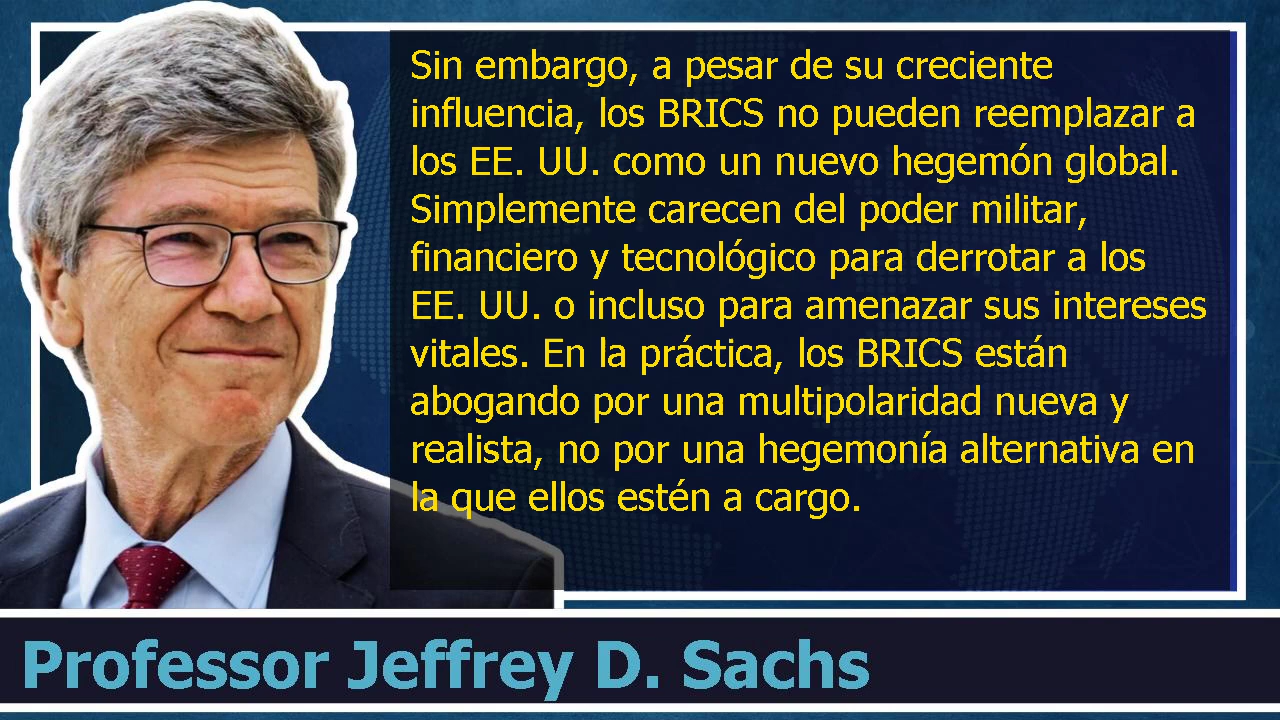 Sin embargo, a pesar de su creciente
influencia, los BRICS no pueden reemplazar a
los EE. UU. como un nuevo hegemón global.
Simplemente carecen del poder militar,
financiero y tecnológico para derrotar a los
EE. UU. o incluso para amenazar sus intereses
vitales. En la práctica, los BRICS están
abogando por una multipolaridad nueva y
realista, no por una hegemonía alternativa en
la que ellos estén a cargo.
Professor Jeffrey D. Sachs